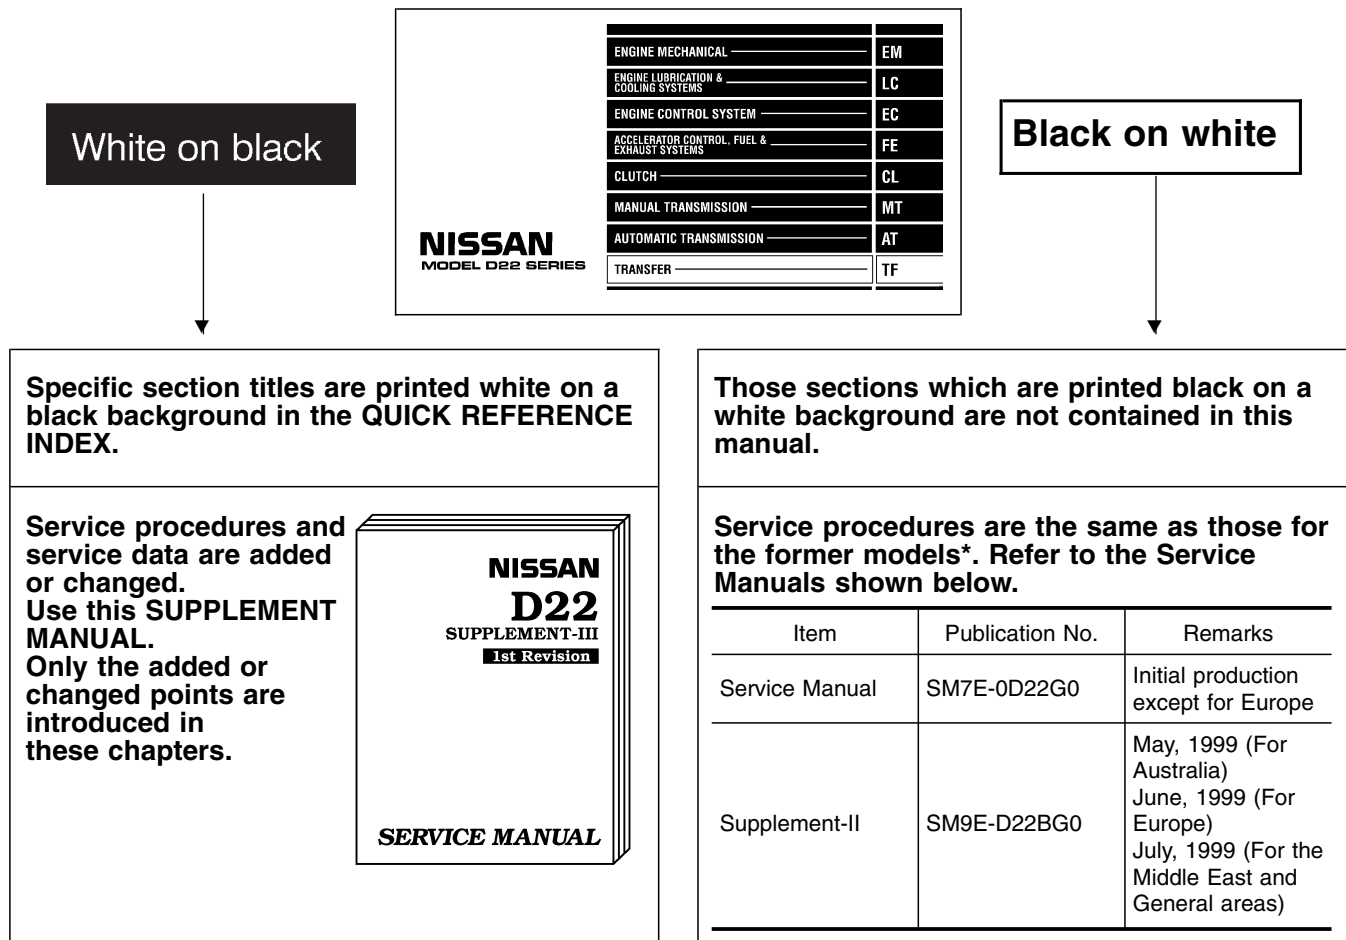 ENGINE MECHANICAL EM
ENGINE LUBRICATION &
COOLING SYSTEMS LC
ENGINE CONTROL SYSTEM EC
ACCELERATOR CONTROL, FUEL &
EXHAUST SYSTEMS FE
CLUTCH CL
MANUAL TRANSMISSION MT
AUTOMATIC TRANSMISSION AT
TRANSFER TF
NISSAN
MODEL D22 SERIES
White on black
Black on white
Specific section titles are printed white on a
black background in the QUICK REFERENCE
INDEX.
Service procedures and
service data are added
or changed.
Use this SUPPLEMENT
MANUAL.
Only the added or
changed points are
introduced in
these chapters.
NISSAN
D22
SUPPLEMENT-III
1st Revision
SERVICE MANUAL
Those sections which are printed black on a
white background are not contained in this
manual.
Service procedures are the same as those for
the former models*. Refer to the Service
Manuals shown below.
Item Publication No. Remarks
Service Manual SM7E-0D22G0 Initial production
except for Europe
Supplement-II SM9E-D22BG0 May, 1999 (For
Australia)
June, 1999 (For
Europe)
July, 1999 (For the
Middle East and
General areas)